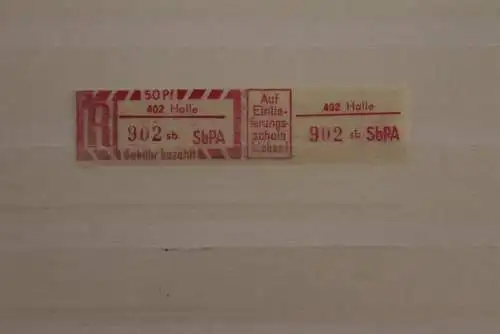 50 Pf
R
402 Halle
902 sb SbPA
Gebühr bezahlt
Auf
Einlie-
ferungs-
schein
kleben!
402 Halle
902 sb SbPA